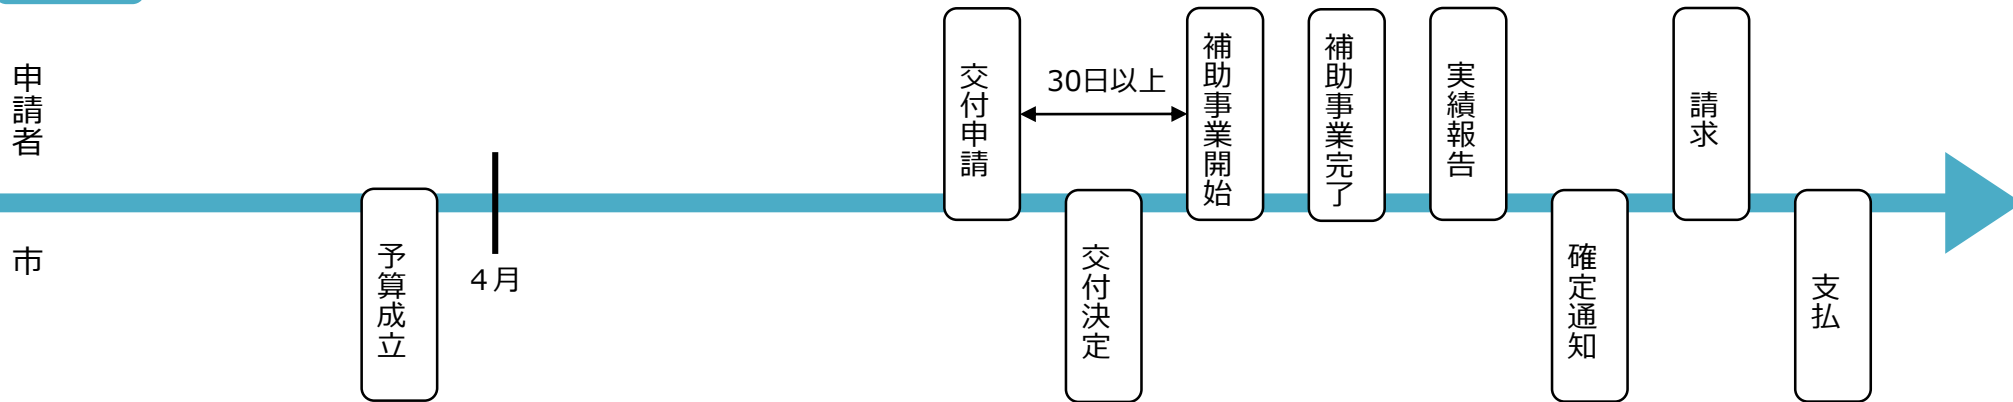 申請者
市
予算成立
４月
交付申請
30日以上
交付決定
補助事業開始
補助事業完了
実績報告
確定通知
請求
支払